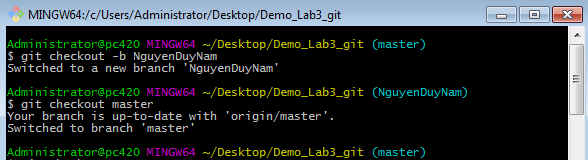 MINGW64:/c/Users/Administrator/Desktop/Demo_Lab3_git
Administrator@pc420 MINGW64 ~/Desktop/Demo_Lab3_git (master)
$ git checkout -b NguyenDuyNam
Switched to a new branch 'NguyenDuyNam'
Administrator@pc420 MINGW64 ~/Desktop/Demo_Lab3_git (NguyenDuyNam)
$ git checkout master
Your branch is up-to-date with 'origin/master'.
Switched to branch 'master'
Administrator@pc420 MINGW64 ~/Desktop/Demo_Lab3_git (master)